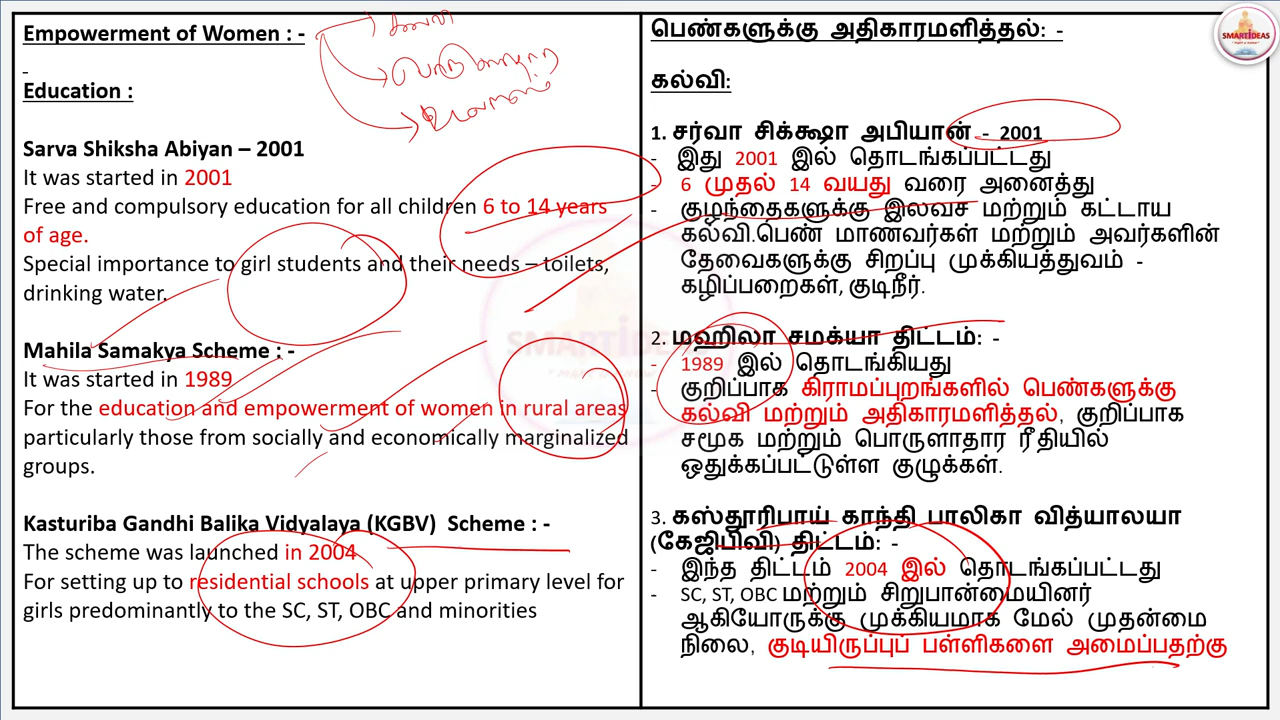 Empowerment of Women : -
-
Education :
Sarva Shiksha Abiyan – 2001
It was started in 2001
Free and compulsory education for all children 6 to 14 years
of age.
Special importance to girl students and their needs – toilets,
drinking water.
Mahila Samakya Scheme : -
It was started in 1989
For the education and empowerment of women in rural areas
particularly those from socially and economically marginalized
groups.
Kasturiba Gandhi Balika Vidyalaya (KGBV) Scheme : -
The scheme was launched in 2004
For setting up to residential schools at upper primary level for
girls predominantly to the SC, ST, OBC and minorities
பெண்களுக்கு அதிகாரமளித்தல்: -
கல்வி:
1. சர்வா சிக்க்ஷா அபியான் - 2001
- இது 2001 இல் தொடங்கப்பட்டது
- 6 முதல் 14 வயது வரை அனைத்து
- குழந்தைகளுக்கு இலவச மற்றும் கட்டாய
கல்வி.பெண் மாணவர்கள் மற்றும் அவர்களின்
தேவைகளுக்கு சிறப்பு முக்கியத்துவம் -
கழிப்பறைகள், குடிநீர்.
2. மஹிலா சமக்யா திட்டம்: -
- 1989 இல் தொடங்கியது
- குறிப்பாக கிராமப்புறங்களில் பெண்களுக்கு
கல்வி மற்றும் அதிகாரமளித்தல், குறிப்பாக
சமூக மற்றும் பொருளாதார ரீதியில்
ஒதுக்கப்பட்டுள்ள குழுக்கள்.
3. கஸ்தூரிபாய் காந்தி பாலிகா வித்யாலயா
(கேஜிபிவி) திட்டம்: -
- இந்த திட்டம் 2004 இல் தொடங்கப்பட்டது
- SC, ST, OBC மற்றும் சிறுபான்மையினர்
ஆகியோருக்கு முக்கியமாக மேல் முதன்மை
நிலை, குடியிருப்புப் பள்ளிகளை அமைப்பதற்கு
SMARTIDEAS
SMARTIDEAS